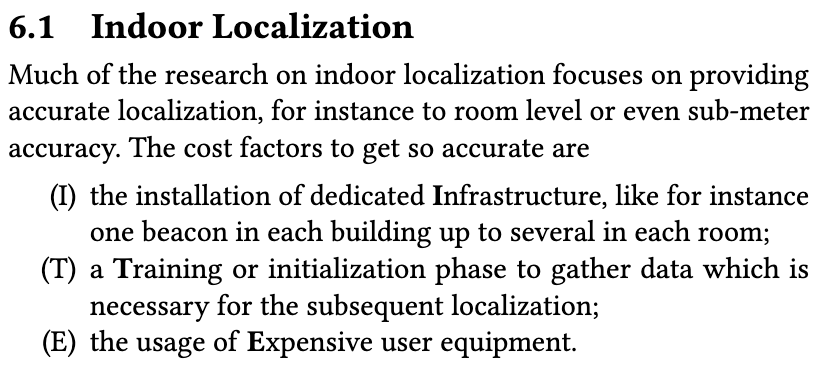 6.1 Indoor Localization
Much of the research on indoor localization focuses on providing
accurate localization, for instance to room level or even sub-meter
accuracy. The cost factors to get so accurate are
(I) the installation of dedicated Infrastructure, like for instance
one beacon in each building up to several in each room;
(T) a Training or initialization phase to gather data which is
necessary for the subsequent localization;
(E) the usage of Expensive user equipment.